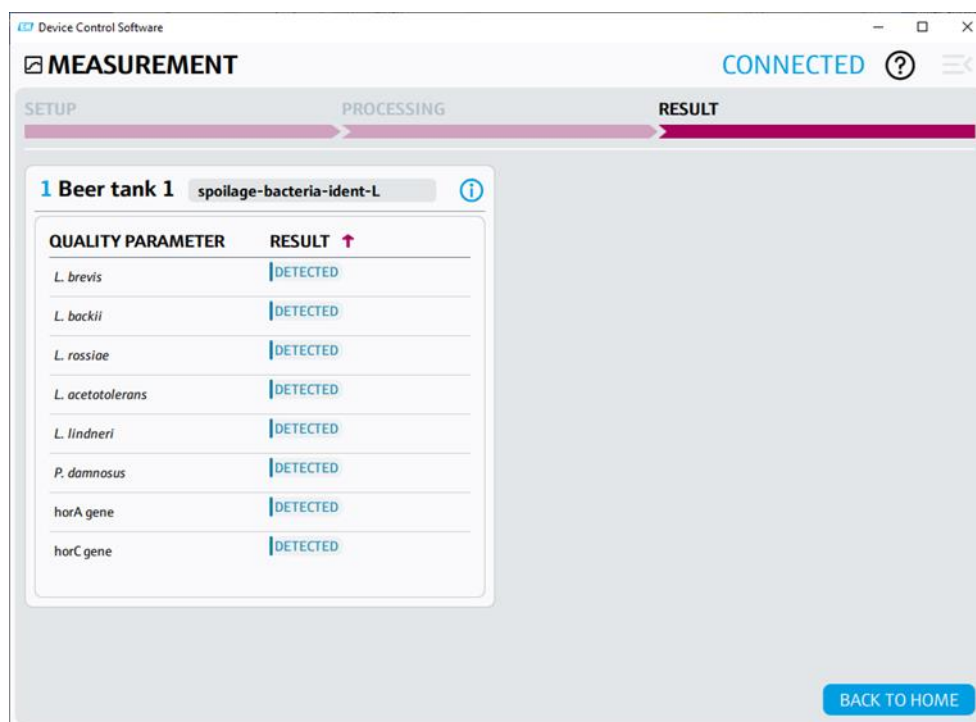 Device Control Software
MEASUREMENT
CONNECTED
SETUP PROCESSING RESULT
1 Beer tank 1 spoilage-bacteria-ident-L
QUALITY PARAMETER RESULT
L. brevis DETECTED
L. backii DETECTED
L. rossiae DETECTED
L. acetotolerans DETECTED
L. lindneri DETECTED
P. damnosus DETECTED
horA gene DETECTED
horC gene DETECTED
BACK TO HOME